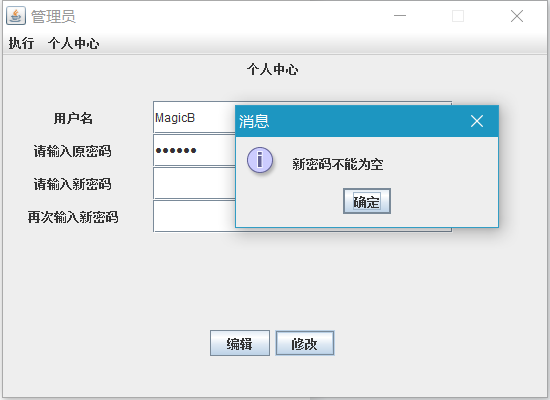 管理员
执行 个人中心
个人中心
用户名 MagicB
消息
新密码不能为空
确定
请输入原密码 ••••••
请输入新密码
再次输入新密码
编辑 修改